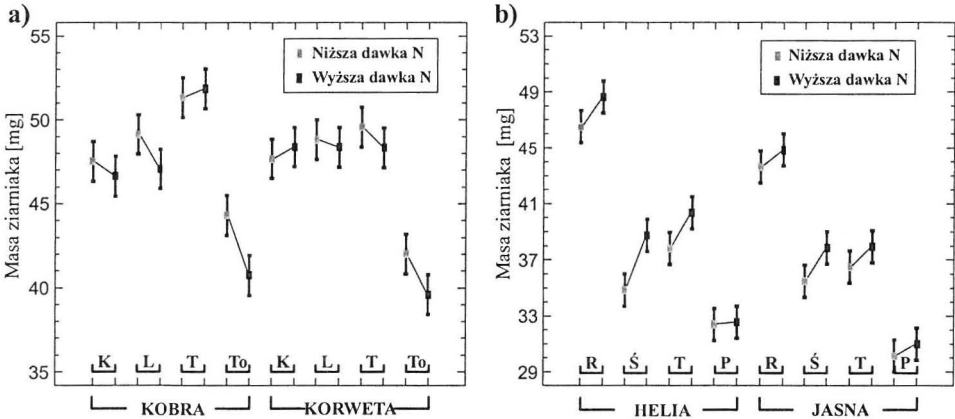 a)
55
50
45
40
35
Masa ziarniaka [mg]
Niższa dawka N
Wyższa dawka N
K L T To K L T To
KOBRA KORWETA
b)
53
49
45
41
37
33
29
Masa ziarniaka [mg]
Niższa dawka N
Wyższa dawka N
R Ś T P R Ś T P
HELIA JASNA